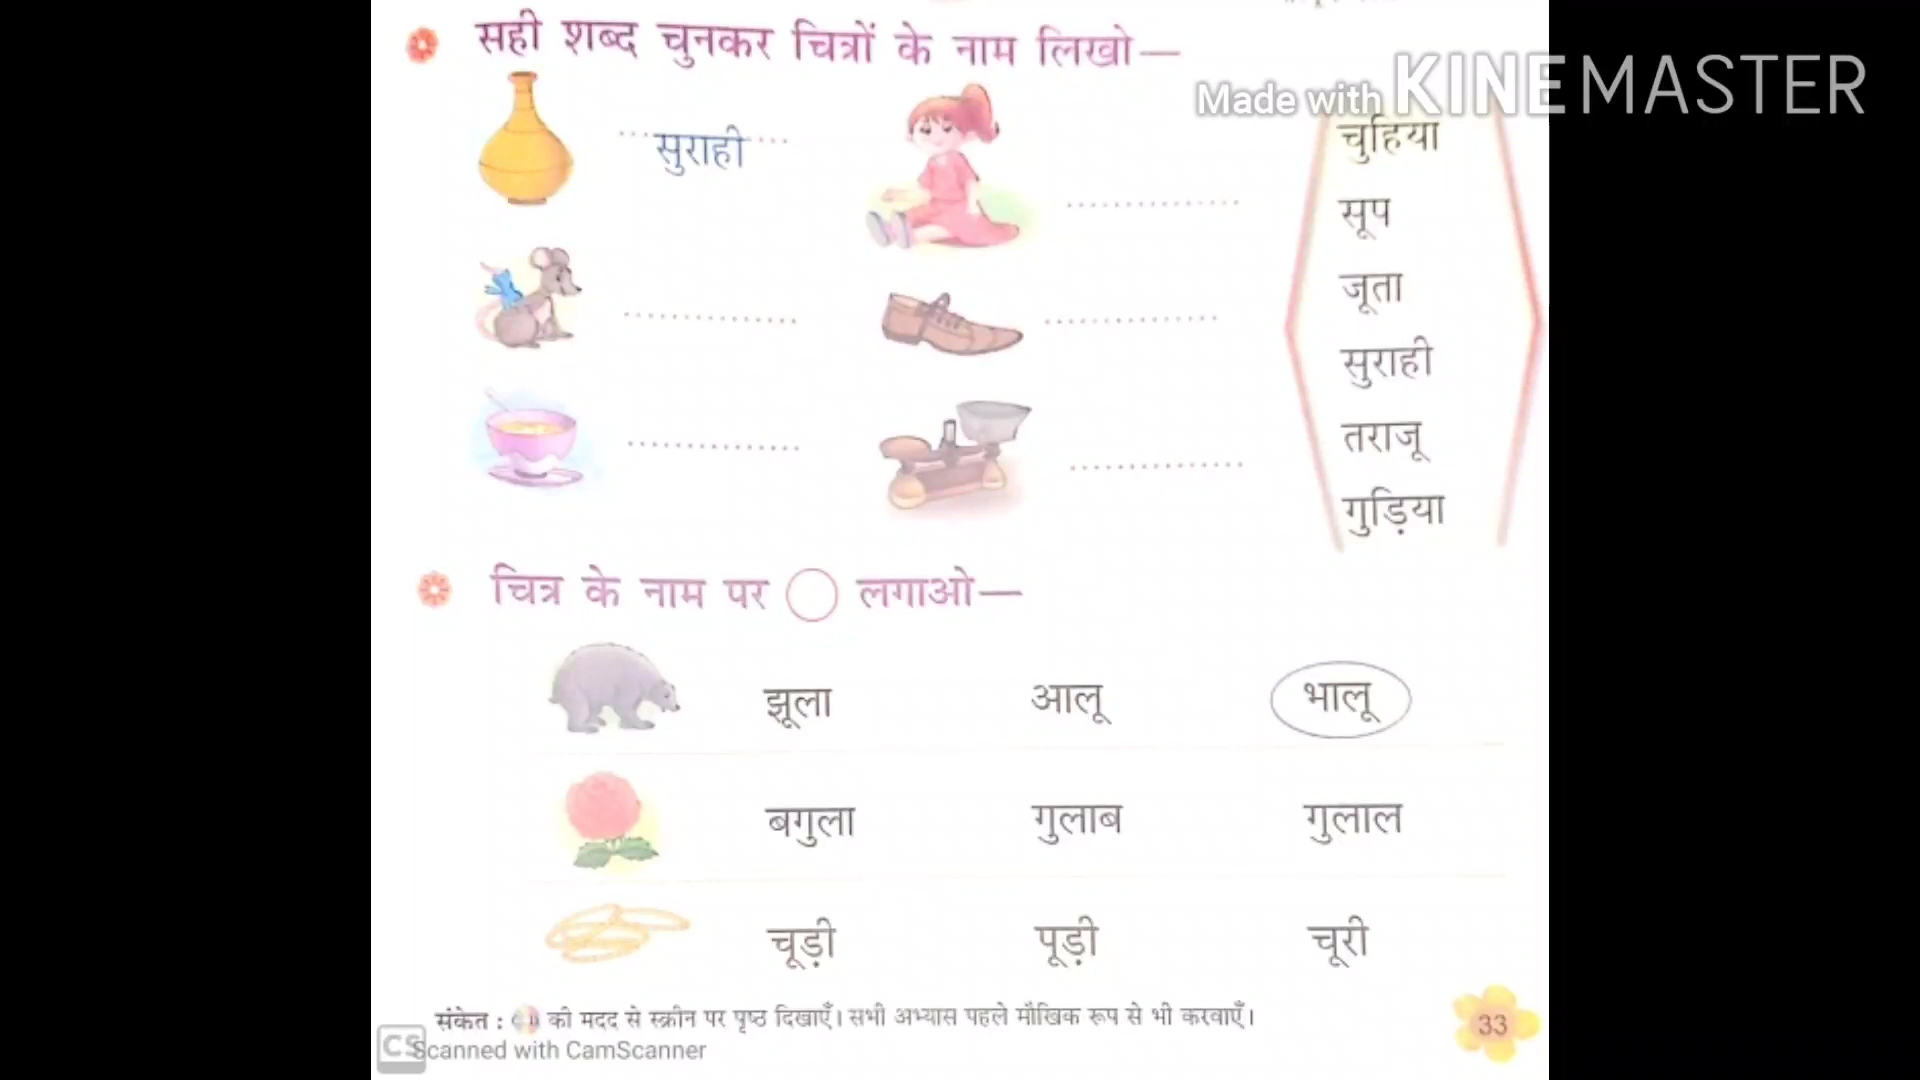 सही शब्द चुनकर चित्रों के नाम लिखो—
Made with KINEMASTER
सुराही
चुहिया
सूप
जूता
सुराही
तराजू
गुड़िया
चित्र के नाम पर लगाओ—
झूला आलू भालू
बगुला गुलाब गुलाल
चूड़ी पूड़ी चूरी
संकेत : की मदद से स्क्रीन पर पृष्ठ दिखाएँ। सभी अभ्यास पहले मौखिक रूप से भी करवाएँ।
33
CS Scanned with CamScanner